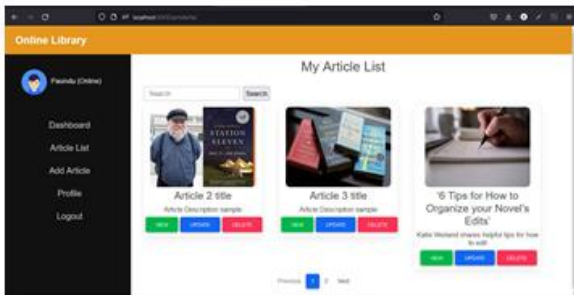 localhost
Online Library
Pasindu (Online)
Dashboard
Article List
Add Article
Profile
Logout
My Article List
Search
Search
STATION
ELEVEN
Article 2 title
Article Description sample
VIEW
UPDATE
DELETE
Article 3 title
Article Description sample
VIEW
UPDATE
DELETE
'6 Tips for How to
Organize your Novel's
Edits'
Katie Weiland shares helpful tips for how
to edit
VIEW
UPDATE
DELETE
Previous
1
2
Next